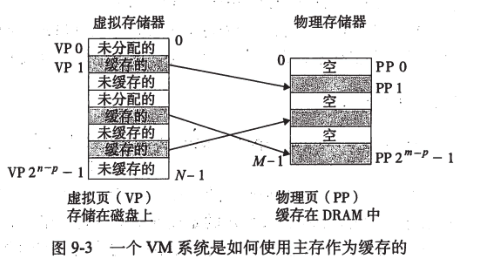 虚拟存储器
物理存储器
VP 0 未分配的 0
VP 1 缓存的
未缓存的
未分配的
缓存的
未缓存的
缓存的
VP 2^{n-p} - 1 未缓存的 N-1
0 空 PP 0
PP 1
空
空
M-1 PP 2^{m-p} - 1
虚拟页（VP）
存储在磁盘上
物理页（PP）
缓存在 DRAM 中
图 9-3 一个 VM 系统是如何使用主存作为缓存的